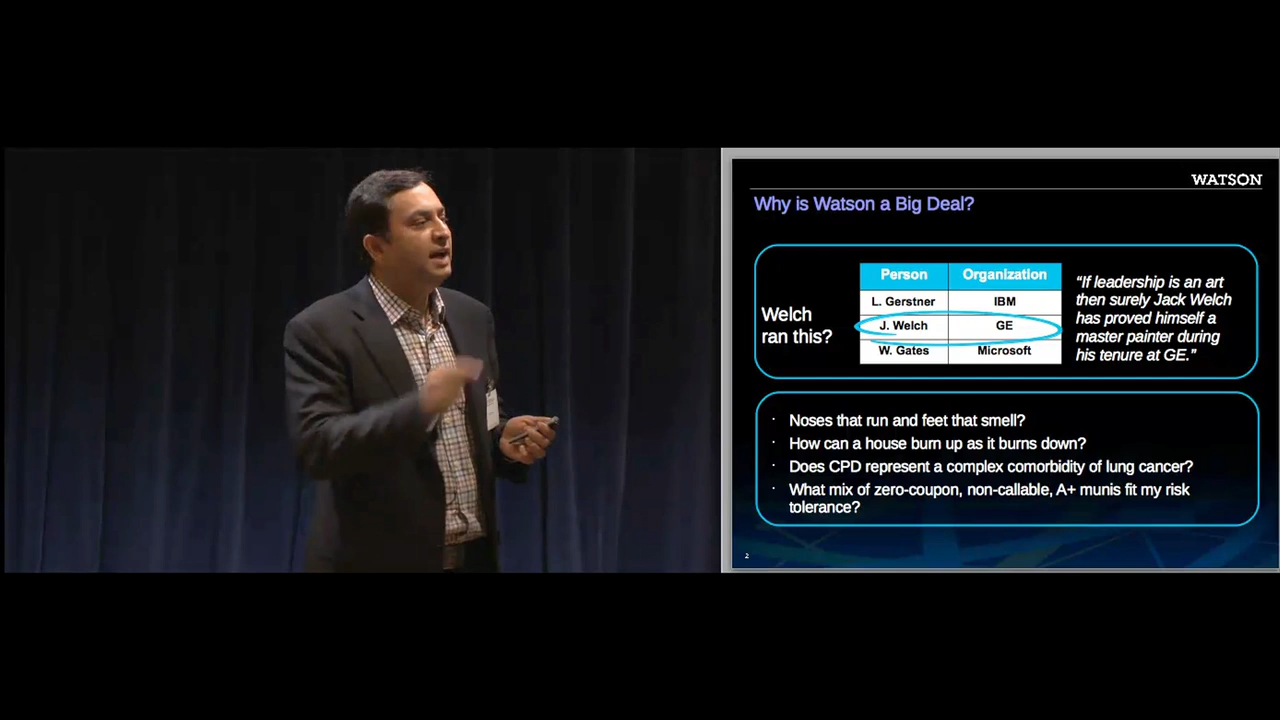 WATSON
Why is Watson a Big Deal?
Welch
ran this?
Person Organization
L. Gerstner IBM
J. Welch GE
W. Gates Microsoft
"If leadership is an art
then surely Jack Welch
has proved himself a
master painter during
his tenure at GE."
· Noses that run and feet that smell?
· How can a house burn up as it burns down?
· Does CPD represent a complex comorbidity of lung cancer?
· What mix of zero-coupon, non-callable, A+ munis fit my risk
tolerance?
2